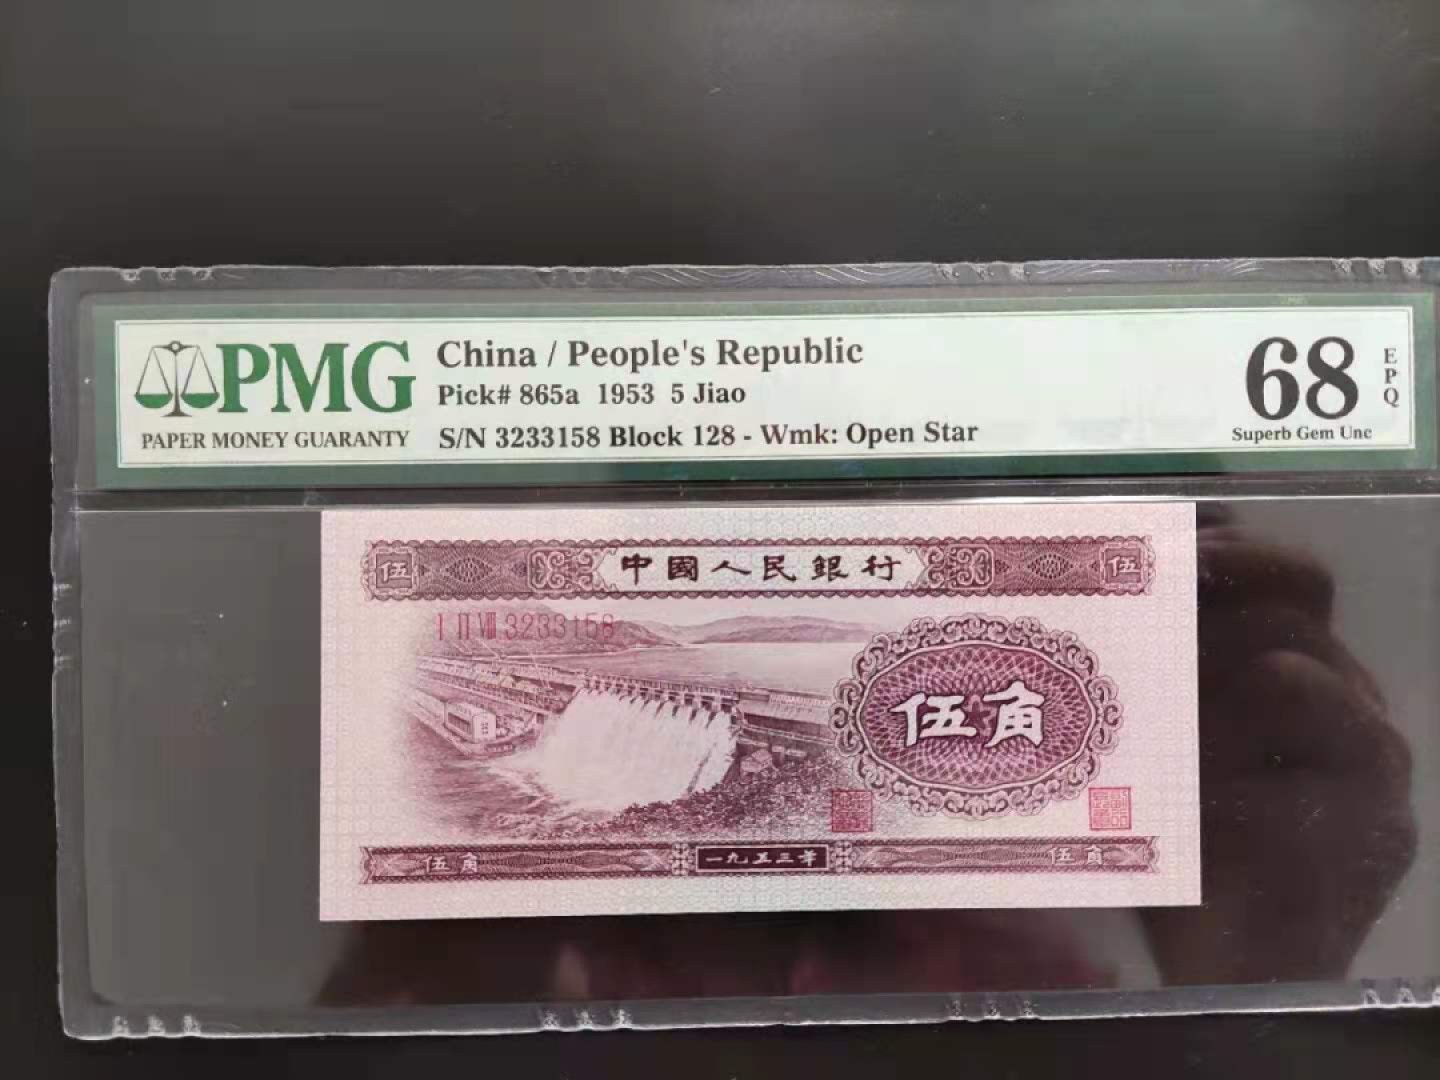 PMG
PAPER MONEY GUARANTY
China / People's Republic
Pick# 865a 1953 5 Jiao
S/N 3233158 Block 128 - Wmk: Open Star
68
EPQ
Superb Gem Unc
伍 中國人民銀行 伍
I II VIII 3233158
伍角
伍角 一九五三年 伍角